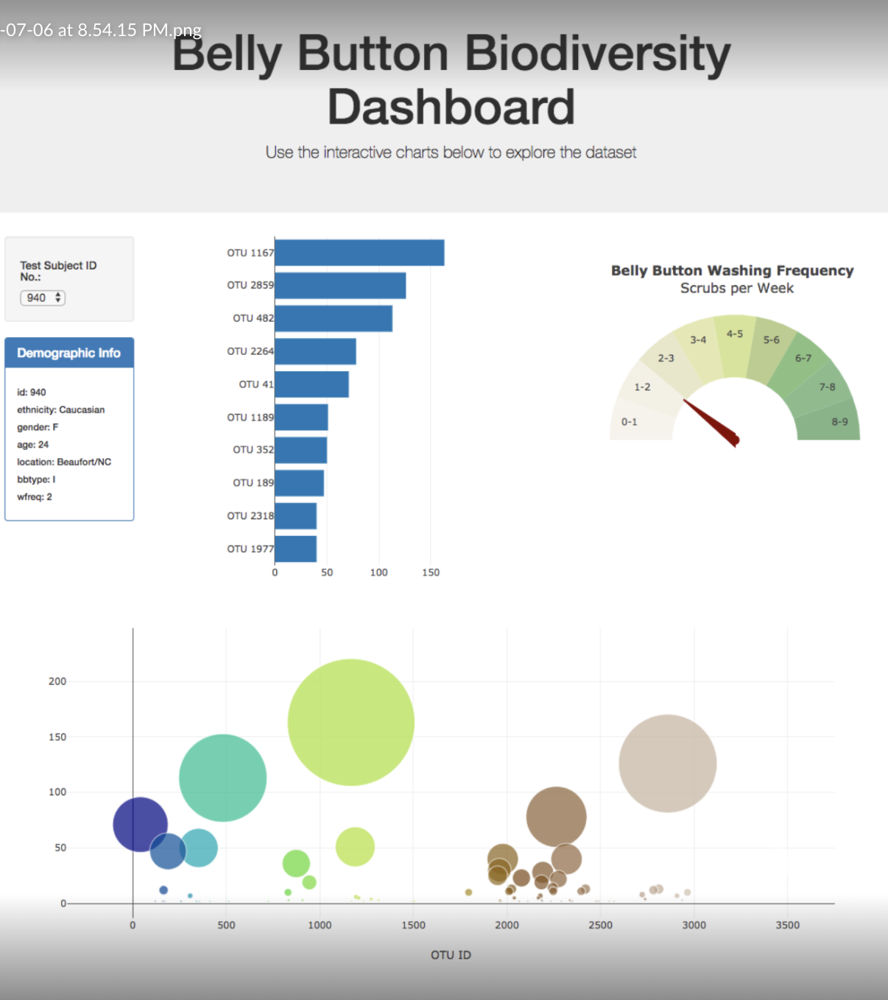 -07-06 at 8.54.15 PM.png
Belly Button Biodiversity
Dashboard
Use the interactive charts below to explore the dataset
Test Subject ID
No.:
940
Demographic Info
id: 940
ethnicity: Caucasian
gender: F
age: 24
location: Beaufort/NC
bbtype: I
wfreq: 2
OTU 1167
OTU 2859
OTU 482
OTU 2264
OTU 41
OTU 1189
OTU 352
OTU 189
OTU 2318
OTU 1977
0 50 100 150
Belly Button Washing Frequency
Scrubs per Week
0-1
1-2
2-3
3-4
4-5
5-6
6-7
7-8
8-9
200
150
100
50
0
0 500 1000 1500 2000 2500 3000 3500
OTU ID